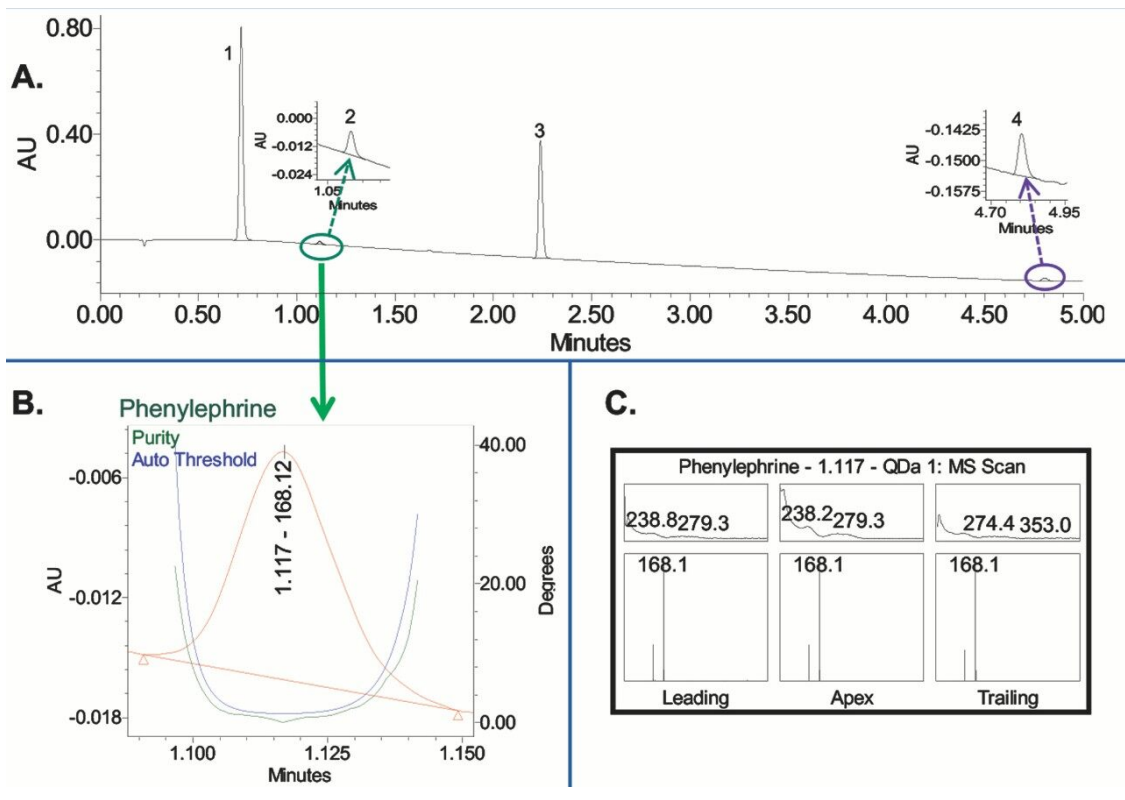 A.
0.80
0.40
0.00
AU
1
2
0.000
-0.012
-0.024
AU
1.05
Minutes
3
4
-0.1425
-0.1500
-0.1575
AU
4.70 4.95
Minutes
0.00 1.00 2.00 3.00 4.00 5.00
0.50 1.50 2.50 3.50 4.50
Minutes
B.
Phenylephrine
Purity
Auto Threshold
-0.006
-0.012
-0.018
AU
1.117 - 168.12
40.00
20.00
0.00
Degrees
1.100 1.125 1.150
Minutes
C.
Phenylephrine - 1.117 - QDa 1: MS Scan
238.8 279.3
238.2 279.3
274.4 353.0
168.1 168.1 168.1
Leading Apex Trailing